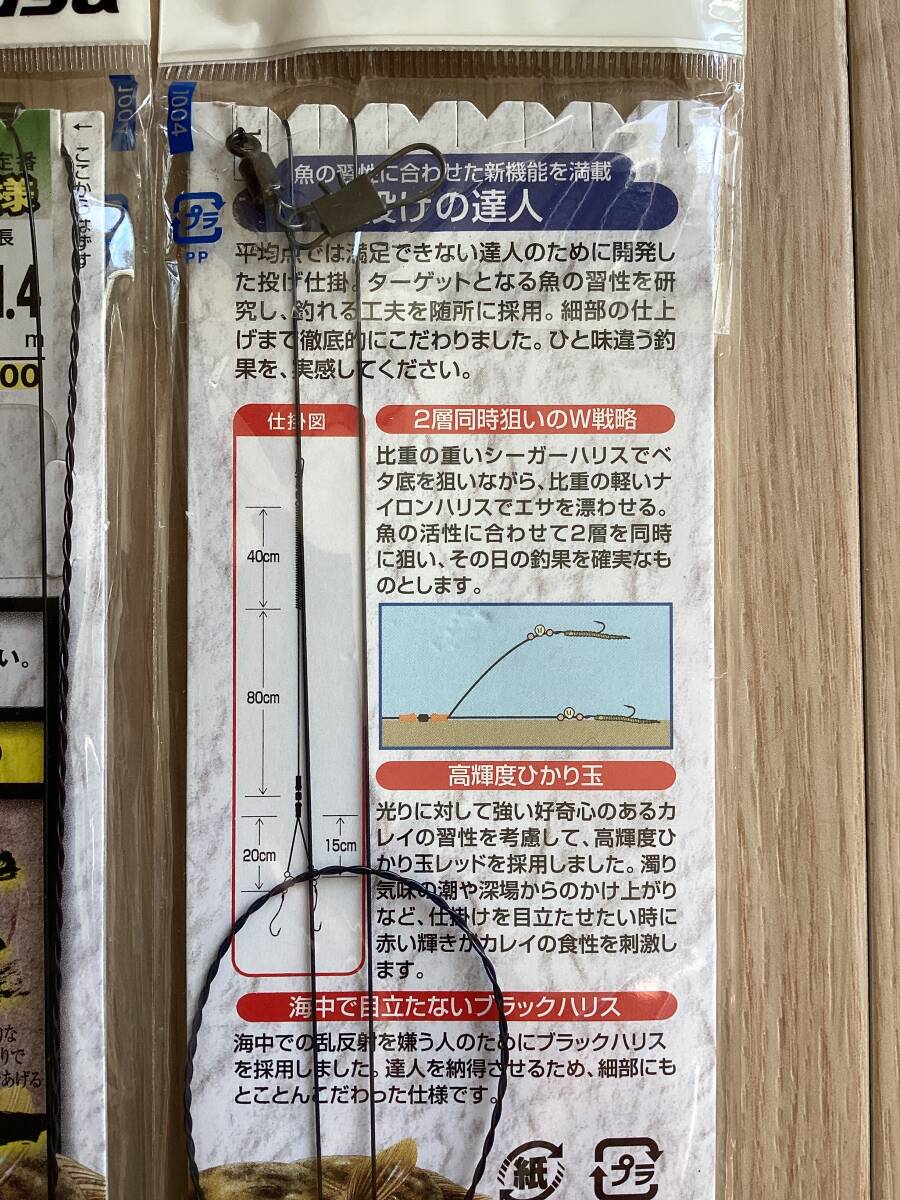 1004
1004
← ここからはずす
定番
様
長
1.4
m
00
い。
りで
あげる
プラ
PP
魚の習性に合わせた新機能を満載
投げの達人
平均点では満足できない達人のために開発し
た投げ仕掛。ターゲットとなる魚の習性を研
究し、釣れる工夫を随所に採用。細部の仕上
げまで徹底的にこだわりました。ひと味違う釣
果を、実感してください。
仕掛図
40cm
80cm
20cm
15cm
2層同時狙いのW戦略
比重の重いシーガーハリスでベ
タ底を狙いながら、比重の軽いナ
イロンハリスでエサを漂わせる。
魚の活性に合わせて2層を同時
に狙い、その日の釣果を確実なも
のとします。
高輝度ひかり玉
光りに対して強い好奇心のあるカ
レイの習性を考慮して、高輝度ひ
かり玉レッドを採用しました。濁り
気味の潮や深場からのかけ上がり
など、仕掛けを目立たせたい時に
赤い輝きがカレイの食性を刺激し
ます。
海中で目立たないブラックハリス
海中での乱反射を嫌う人のためにブラックハリス
を採用しました。達人を納得させるため、細部にも
とことんこだわった仕様です。
紙
プラ